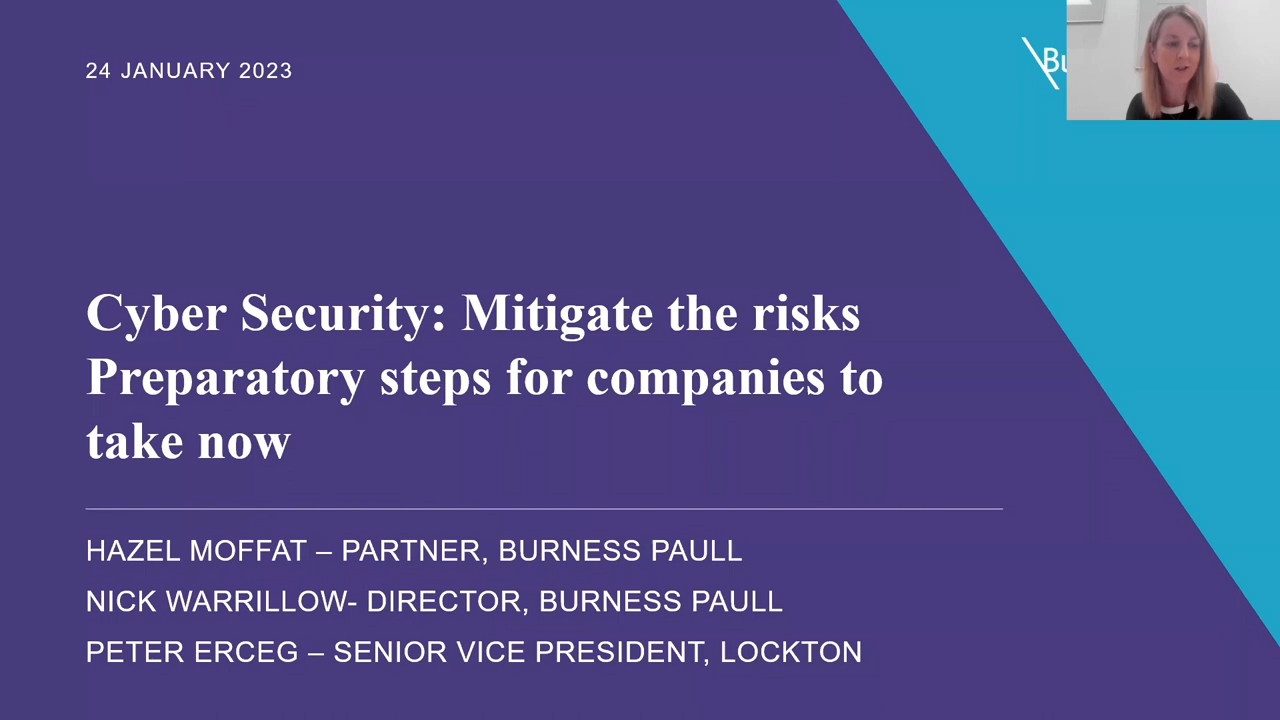 24 JANUARY 2023
Cyber Security: Mitigate the risks
Preparatory steps for companies to
take now
HAZEL MOFFAT – PARTNER, BURNESS PAULL
NICK WARRILLOW- DIRECTOR, BURNESS PAULL
PETER ERCEG – SENIOR VICE PRESIDENT, LOCKTON